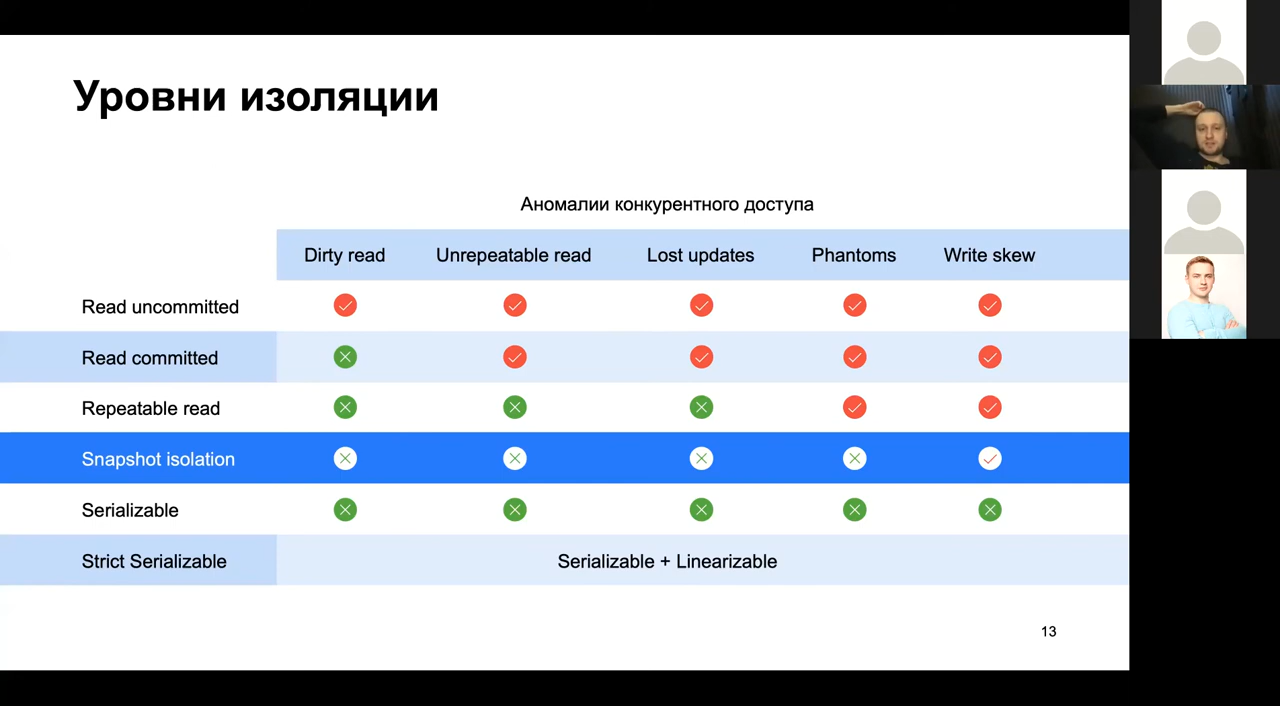 Уровни изоляции
Аномалии конкурентного доступа
Dirty read Unrepeatable read Lost updates Phantoms Write skew
Read uncommitted
Read committed
Repeatable read
Snapshot isolation
Serializable
Strict Serializable Serializable + Linearizable
13